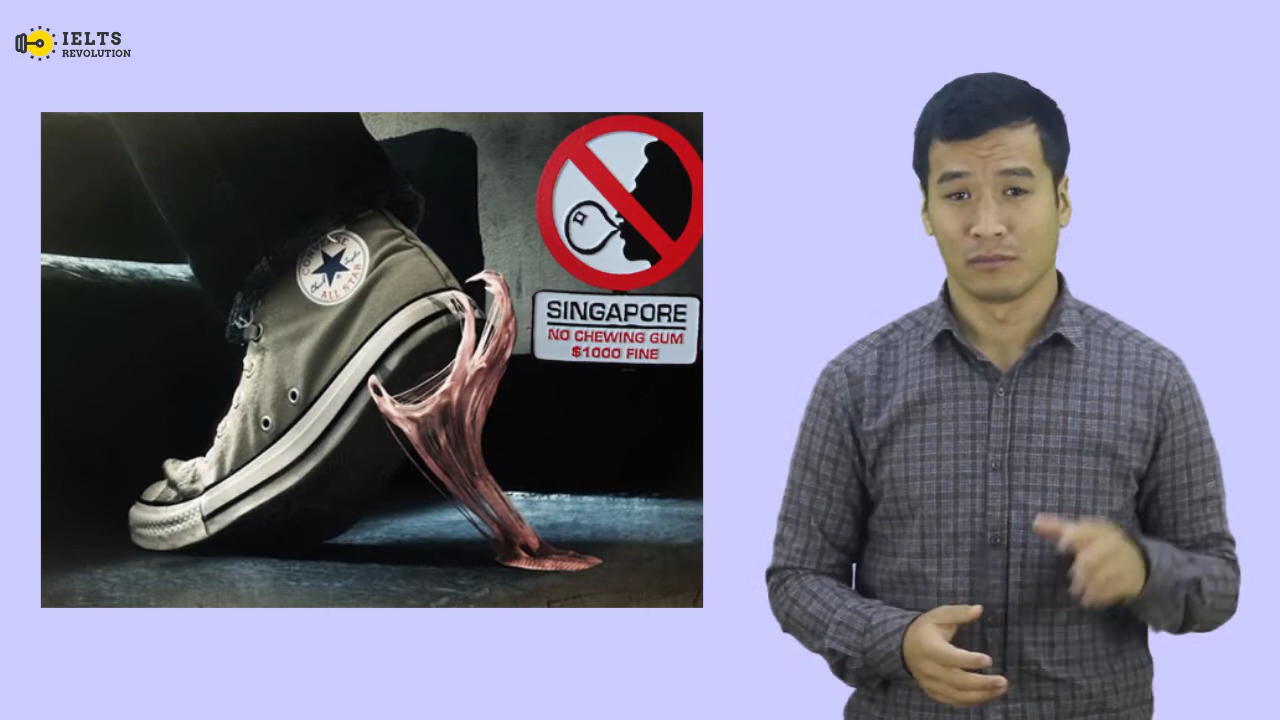 IELTS
REVOLUTION
CONVERSE
ALL STAR
SINGAPORE
NO CHEWING GUM
$1000 FINE